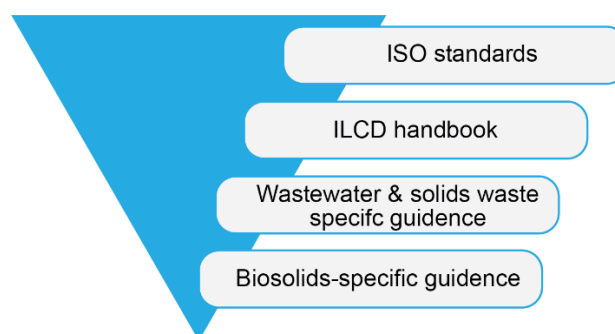 ISO standards
ILCD handbook
Wastewater & solids waste
specifc guidence
Biosolids-specific guidence